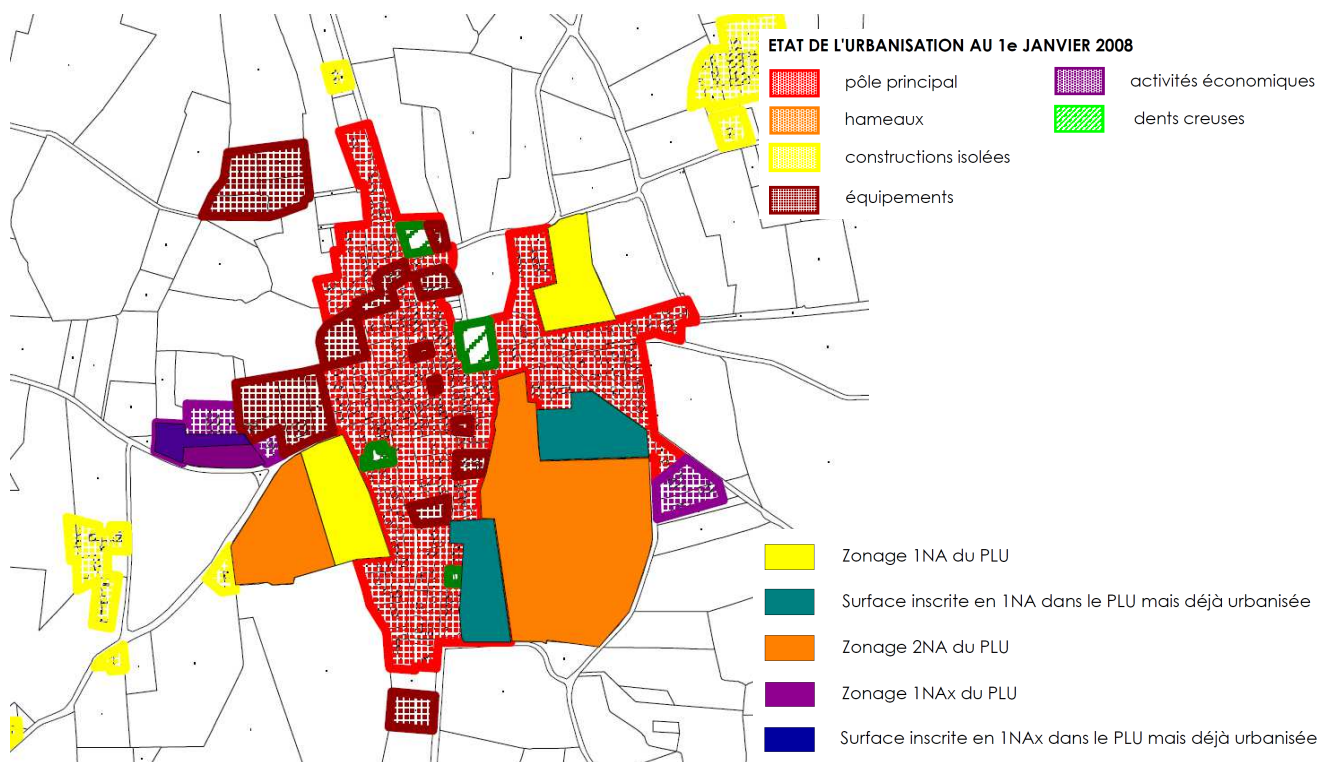 ETAT DE L'URBANISATION AU 1e JANVIER 2008
pôle principal
activités économiques
hameaux
dents creuses
constructions isolées
équipements
Zonage 1NA du PLU
Surface inscrite en 1NA dans le PLU mais déjà urbanisée
Zonage 2NA du PLU
Zonage 1NAx du PLU
Surface inscrite en 1NAx dans le PLU mais déjà urbanisée